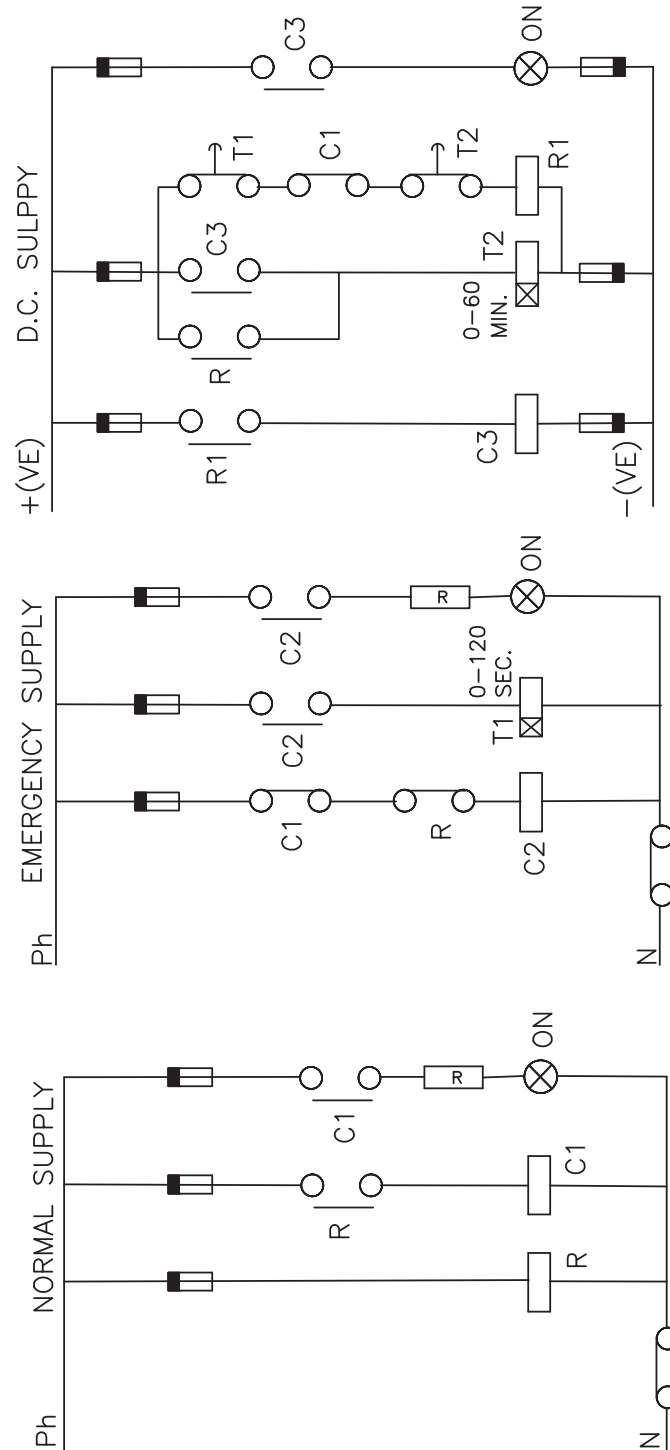 NORMAL SUPPLY
Ph
N
R
R
C1
C1
R
ON
EMERGENCY SUPPLY
Ph
N
C1
R
C2
C2
T1
0-120
SEC.
C2
R
ON
D.C. SULPPY
+(VE)
-(VE)
R1
C3
R
C3
0-60
MIN.
T2
T1
C1
T2
R1
C3
ON